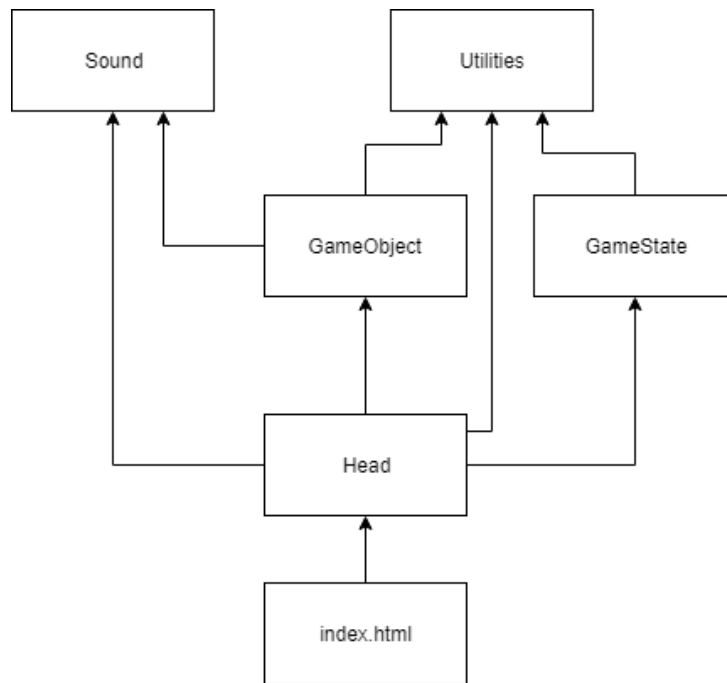 Sound
Utilities
GameObject
GameState
Head
index.html